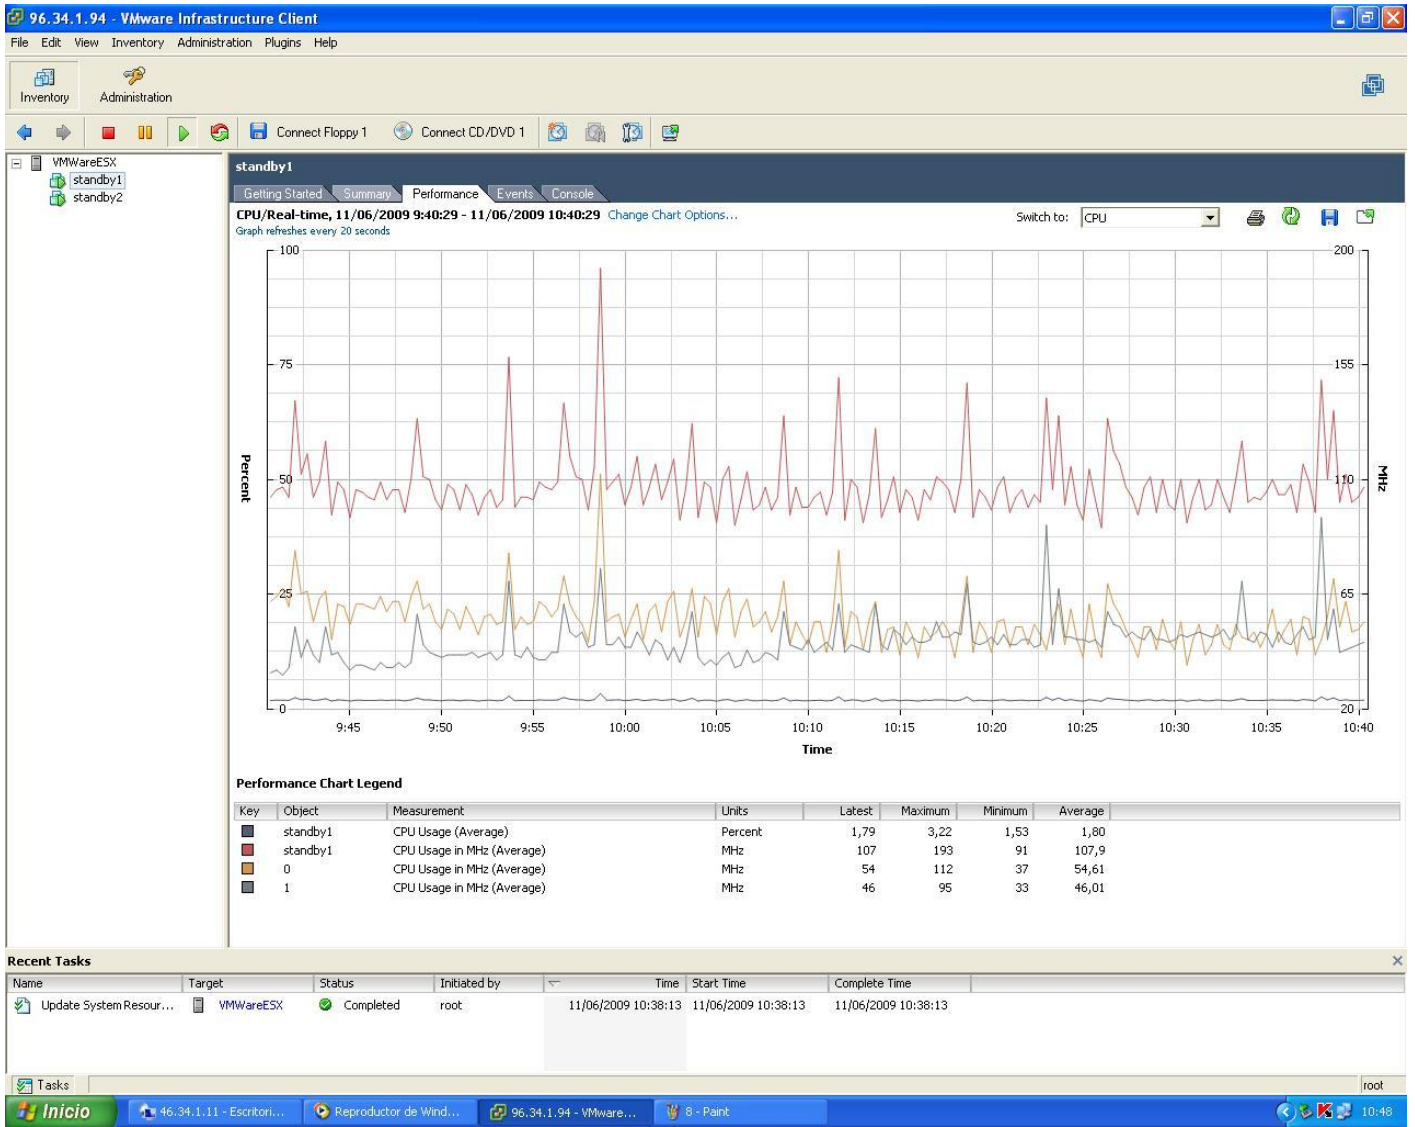 96.34.1.94 - VMware Infrastructure Client
File Edit View Inventory Administration Plugins Help
Inventory Administration
Connect Floppy 1 Connect CD/DVD 1
VMWareESX
standby1
standby2
standby1
Getting Started Summary Performance Events Console
CPU/Real-time, 11/06/2009 9:40:29 - 11/06/2009 10:40:29 Change Chart Options... Switch to: CPU
Graph refreshes every 20 seconds
100 200
75 155
Percent 50 110 MHz
25 65
0 20
9:45 9:50 9:55 10:00 10:05 10:10 10:15 10:20 10:25 10:30 10:35 10:40
Time
Performance Chart Legend
Key Object Measurement Units Latest Maximum Minimum Average
standby1 CPU Usage (Average) Percent 1,79 3,22 1,53 1,80
standby1 CPU Usage in MHz (Average) MHz 107 193 91 107,9
0 CPU Usage in MHz (Average) MHz 54 112 37 54,61
1 CPU Usage in MHz (Average) MHz 46 95 33 46,01
Recent Tasks
Name Target Status Initiated by Time Start Time Complete Time
Update System Resour... VMWareESX Completed root 11/06/2009 10:38:13 11/06/2009 10:38:13 11/06/2009 10:38:13
Tasks root
Inicio 46.34.1.11 - Escritori... Reproductor de Wind... 96.34.1.94 - VMware... 8 - Paint 10:48